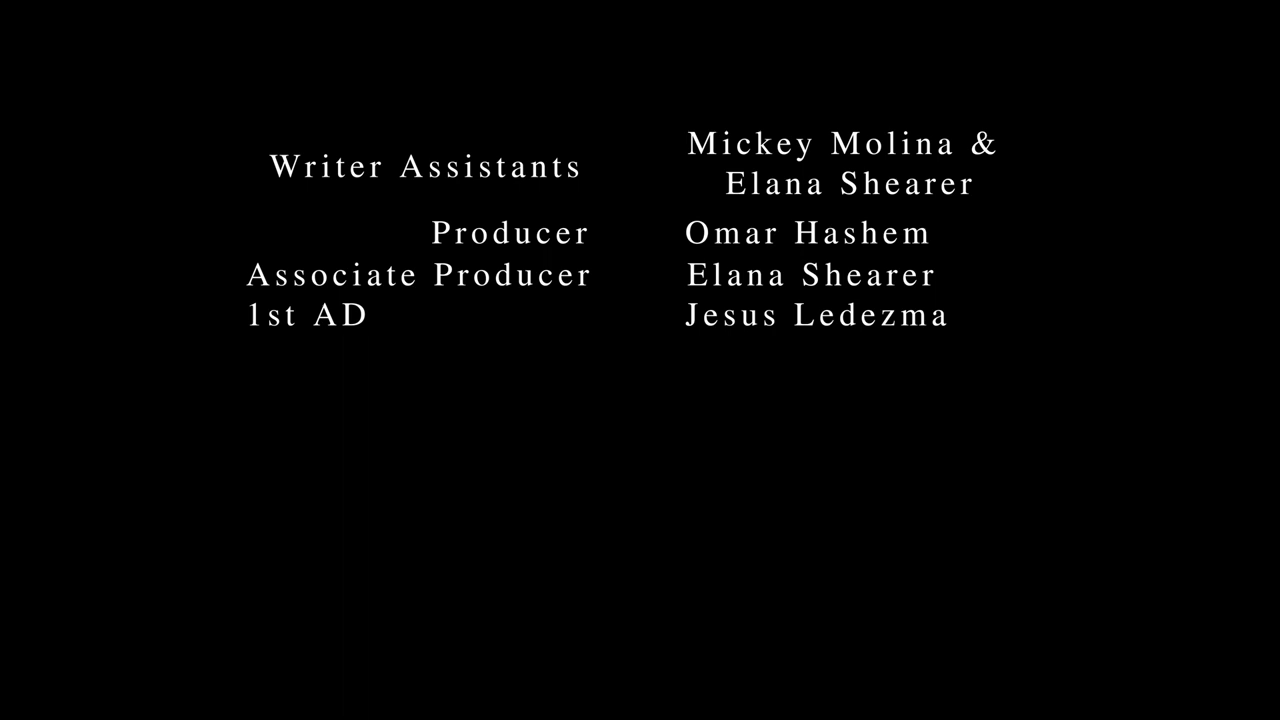 Writer Assistants
Mickey Molina &
Elana Shearer
Producer Omar Hashem
Associate Producer Elana Shearer
1st AD Jesus Ledezma